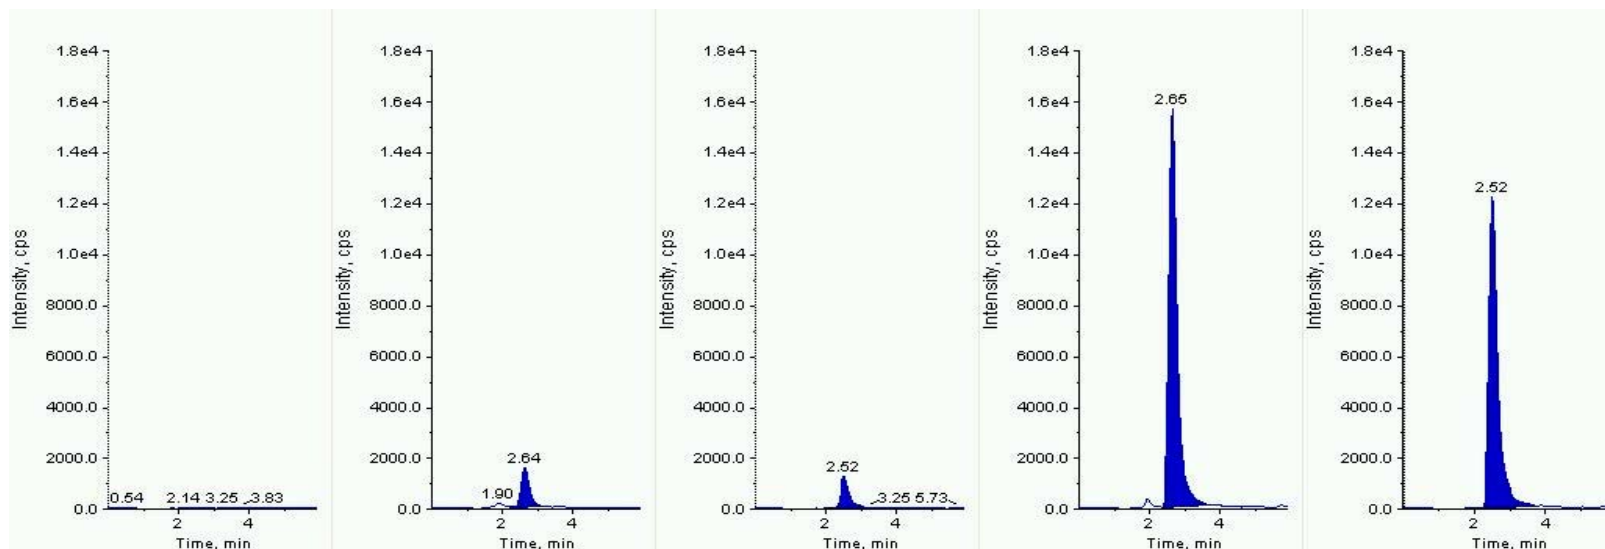 1.8e4
1.6e4
1.4e4
1.2e4
1.0e4
8000.0
6000.0
4000.0
2000.0
0.0
Intensity, cps
0.54 2.14 3.25 3.83
2 4
Time, min
1.8e4
1.6e4
1.4e4
1.2e4
1.0e4
8000.0
6000.0
4000.0
2000.0
0.0
Intensity, cps
2.64
1.90
2 4
Time, min
1.8e4
1.6e4
1.4e4
1.2e4
1.0e4
8000.0
6000.0
4000.0
2000.0
0.0
Intensity, cps
2.52
3.25 5.73
2 4
Time, min
1.8e4
1.6e4
1.4e4
1.2e4
1.0e4
8000.0
6000.0
4000.0
2000.0
0.0
Intensity, cps
2.65
2 4
Time, min
1.8e4
1.6e4
1.4e4
1.2e4
1.0e4
8000.0
6000.0
4000.0
2000.0
0.0
Intensity, cps
2.52
2 4
Time, min